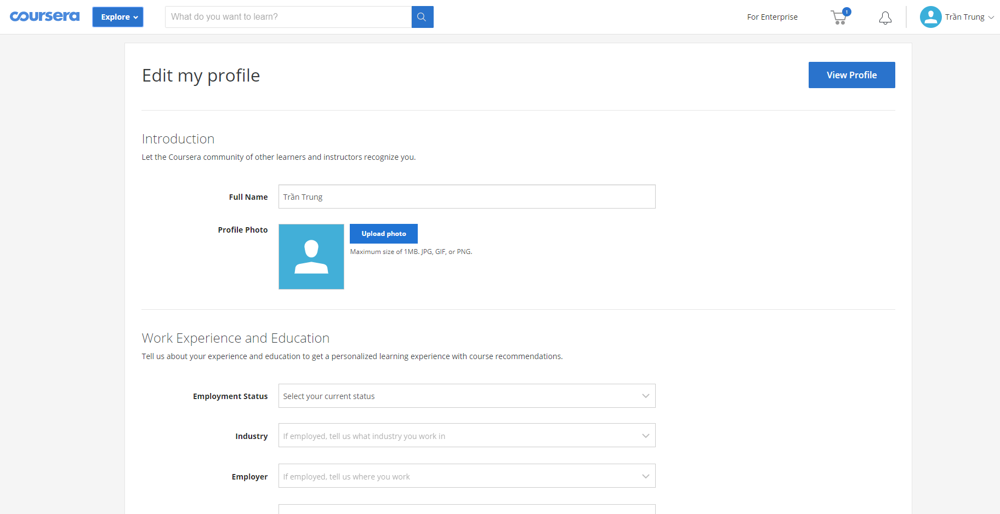 coursera
Explore
What do you want to learn?
For Enterprise
1
Trần Trung
Edit my profile
View Profile
Introduction
Let the Coursera community of other learners and instructors recognize you.
Full Name
Trần Trung
Profile Photo
Upload photo
Maximum size of 1MB. JPG, GIF, or PNG.
Work Experience and Education
Tell us about your experience and education to get a personalized learning experience with course recommendations.
Employment Status
Select your current status
Industry
If employed, tell us what industry you work in
Employer
If employed, tell us where you work